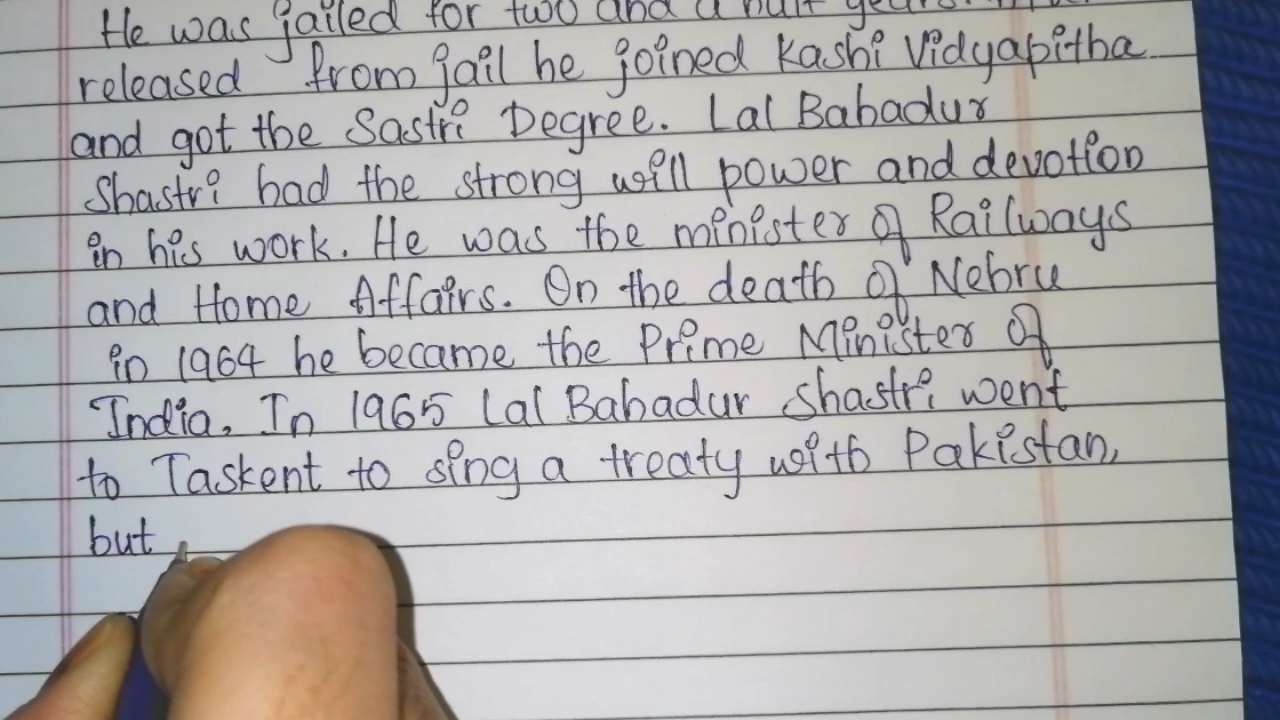 He was jailed for two and a half years. After
released from jail he joined Kashi Vidyapitha
and got the Sastri Degree. Lal Bahadur
Shastri had the strong will power and devotion
in his work. He was the minister of Railways
and Home Affairs. On the death of Nehru
in 1964 he became the Prime Minister of
India. In 1965 Lal Bahadur Shastri went
to Taskent to sing a treaty with Pakistan,
but